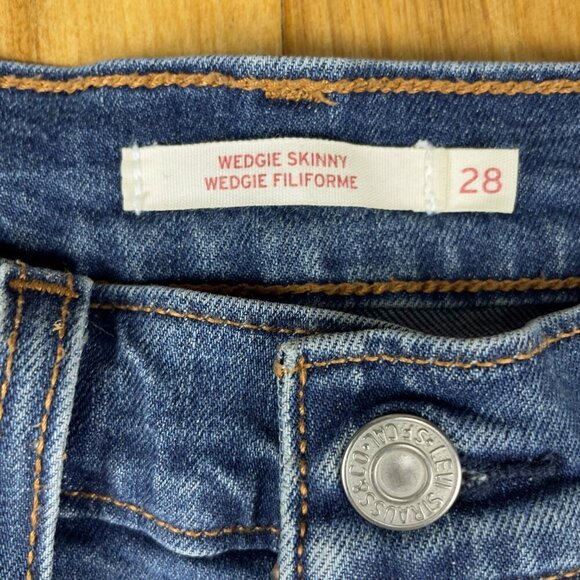 WEDGIE SKINNY
WEDGIE FILIFORME
28
LEVI STRAUSS & CO. S.F. CAL.